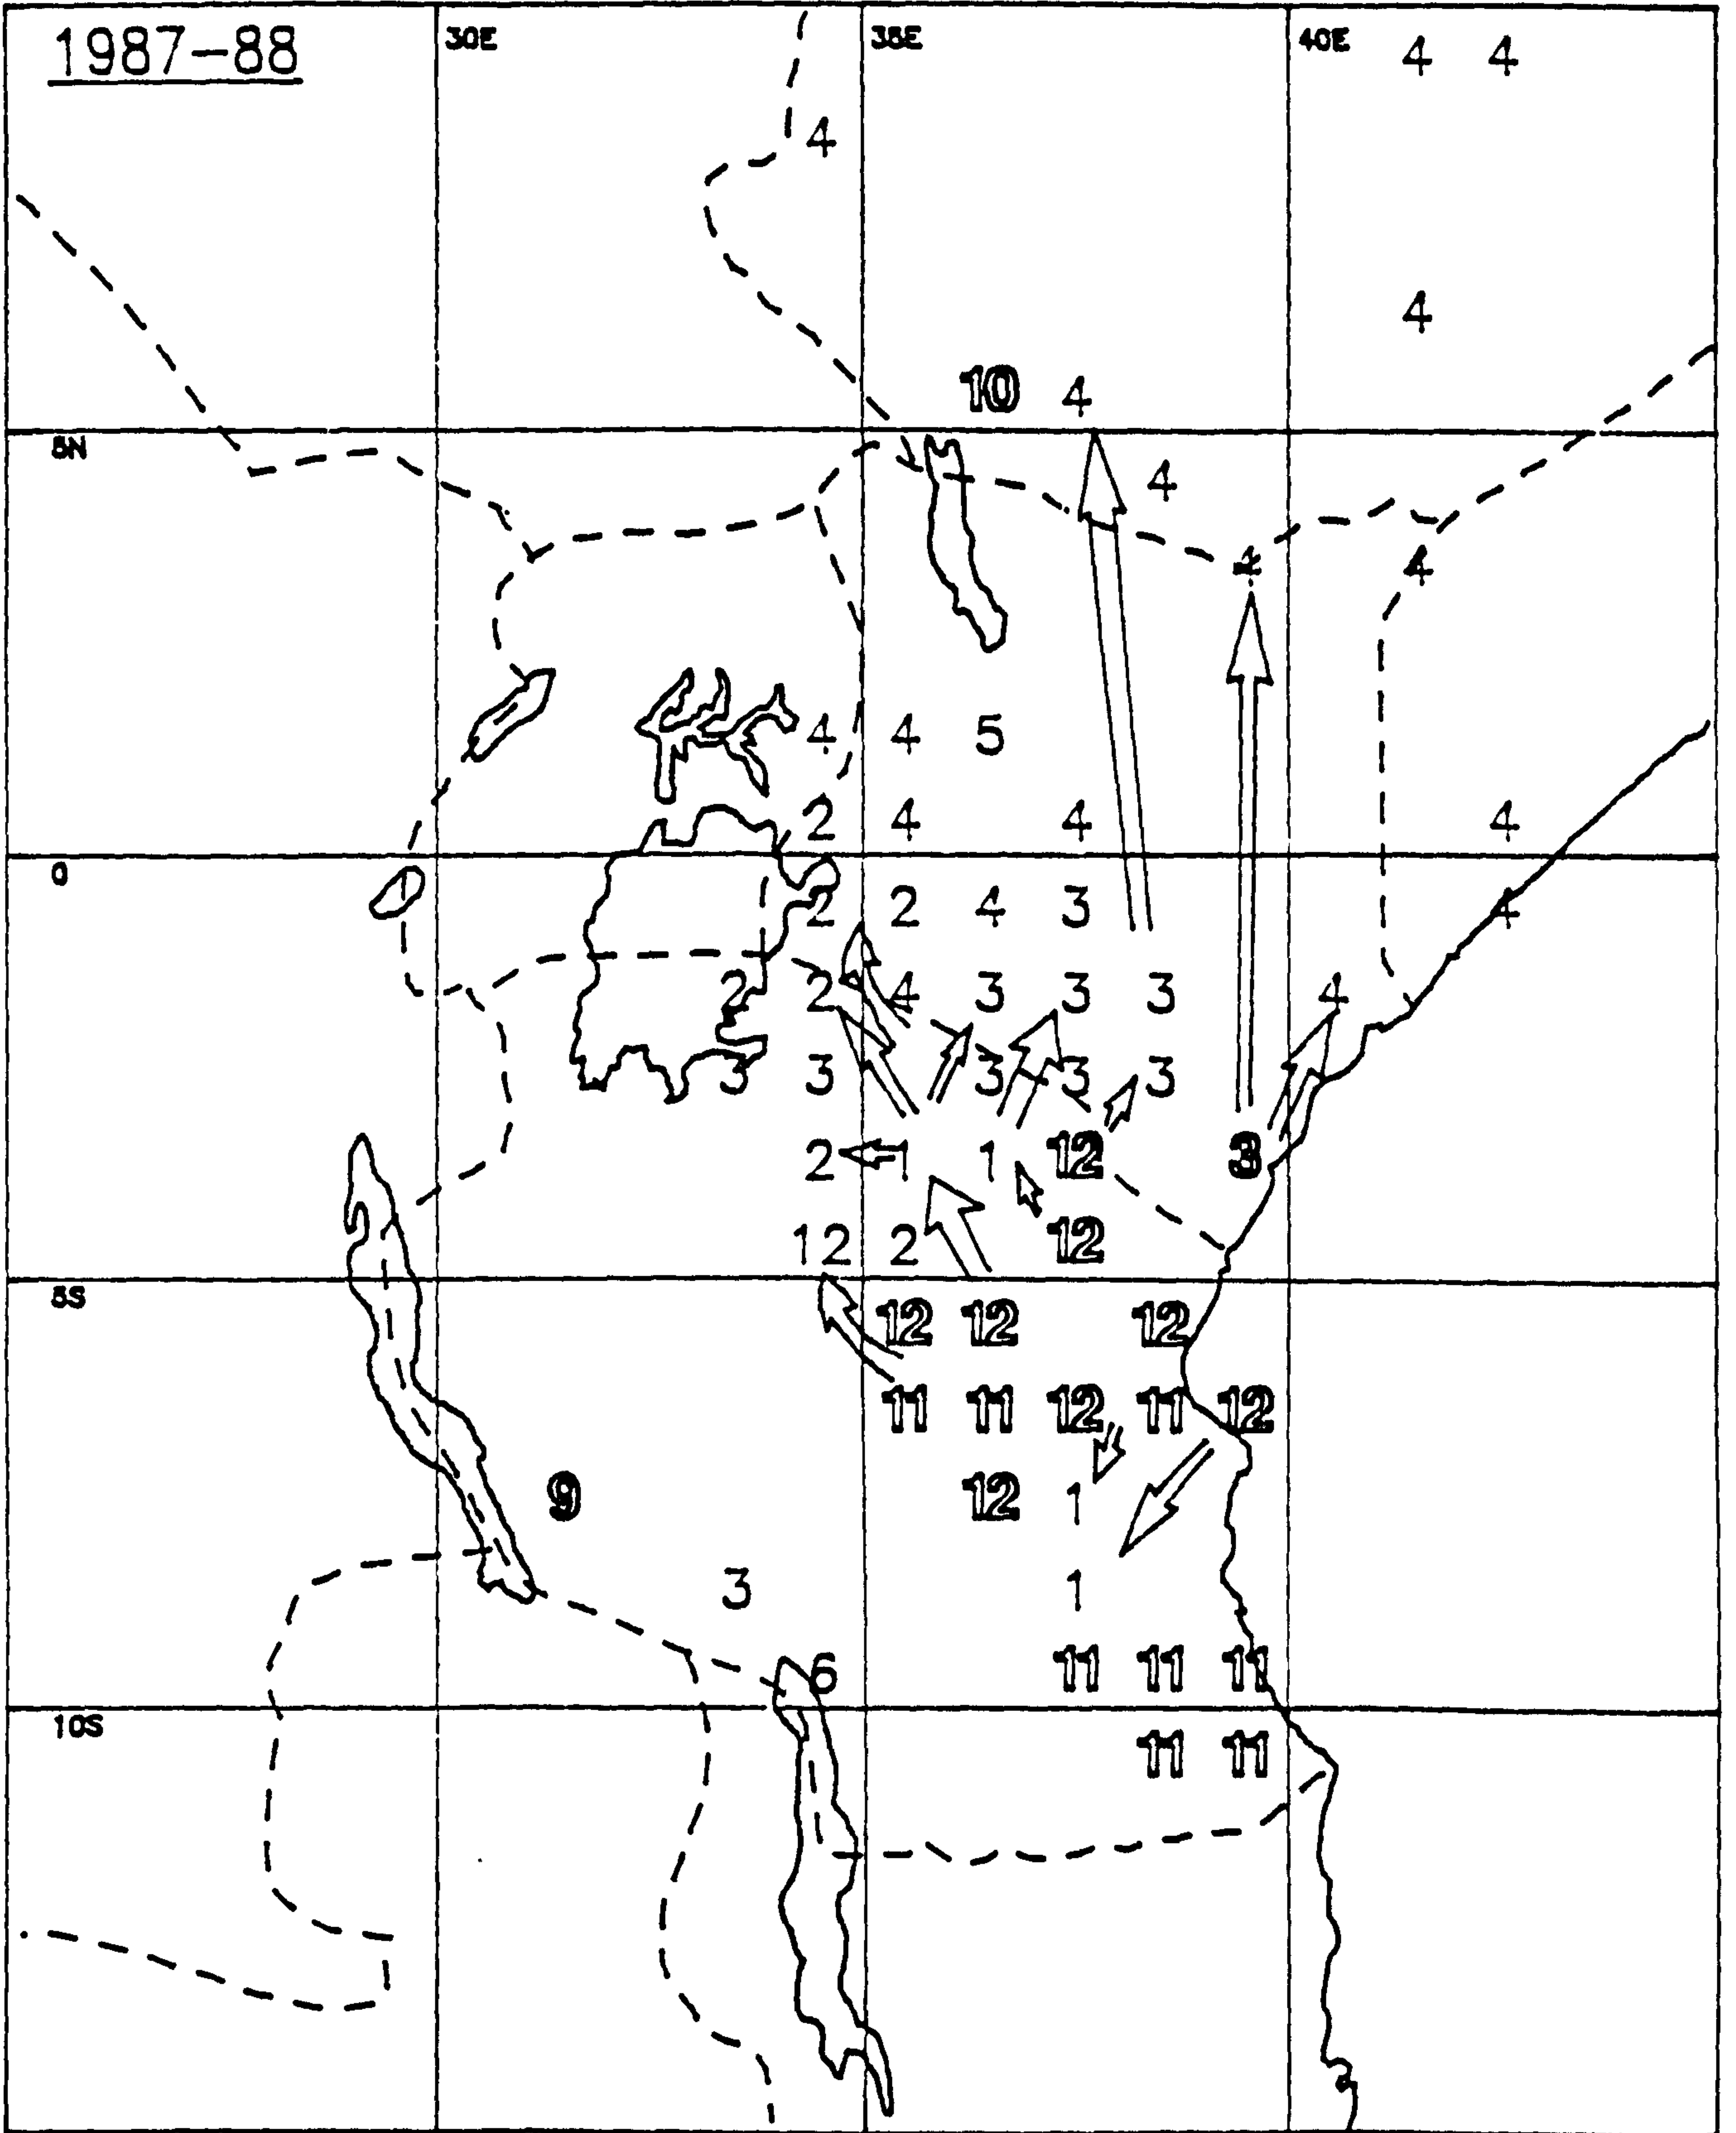 1987-88 30E 35E 40E 4 4
4
4
10 4
5N
4
4 4
4 4 5
2 4 4 4
0
2 2 4 3 4
2 2 4 3 3 3 4
3 3 3 3 3
2 1 1 12 3
12 2 12
5S
12 12 12
11 11 12 11 12
9 12 1
3 1
6 11 11 11
10S
11 11